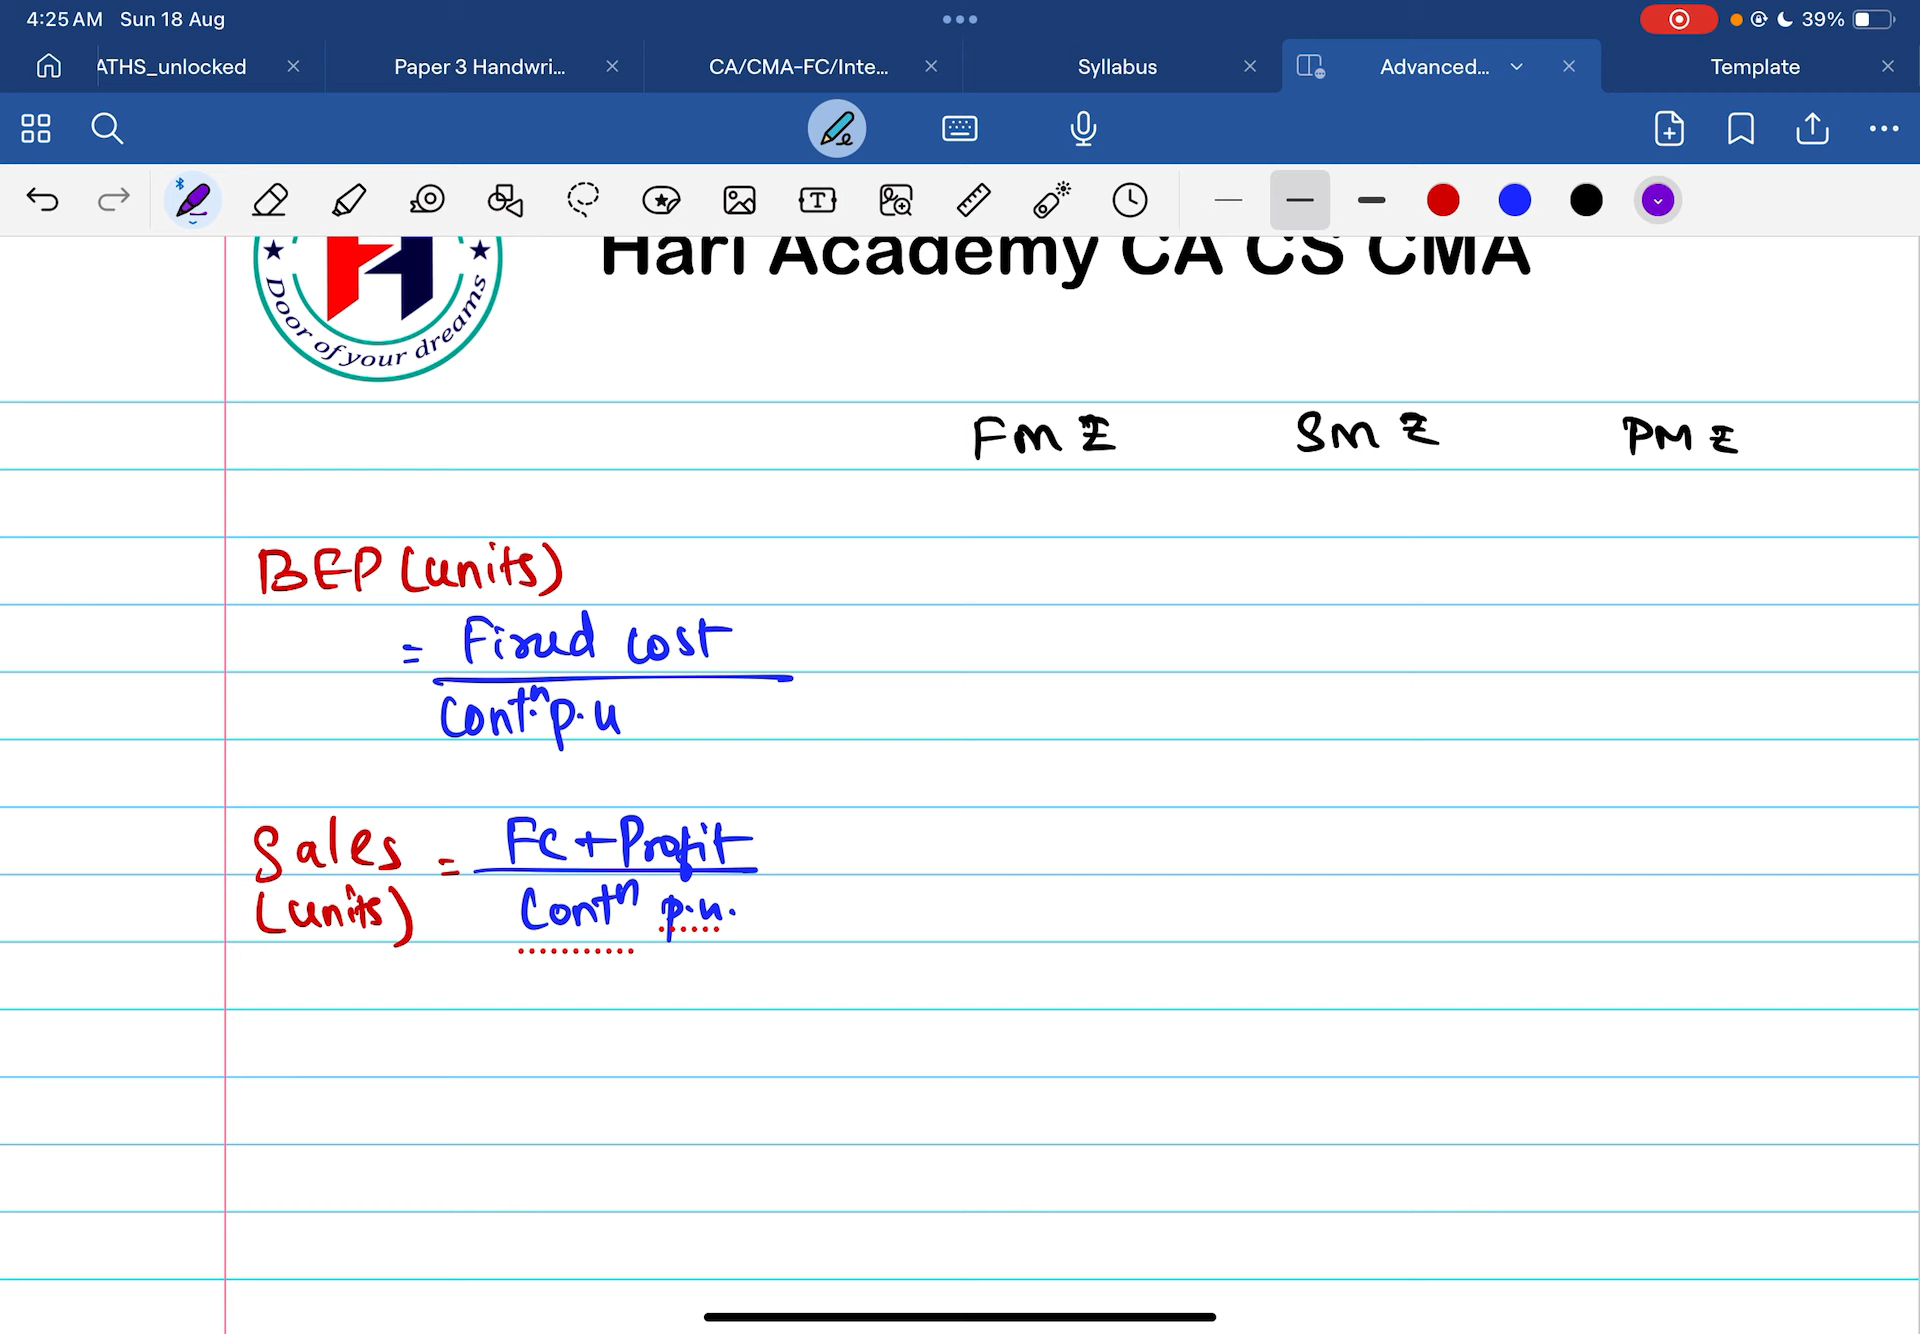 4:25 AM Sun 18 Aug
39%
ATHS_unlocked
Paper 3 Handwri...
CA/CMA-FC/Inte...
Syllabus
Advanced...
Template
Hari Academy CA CS CMA
Door of your dreams
FM ₹ SM ₹ PM ₹
BEP (units)
= Fixed cost
Contⁿ p.u
Sales = FC + Profit
(units) Contⁿ p.u.